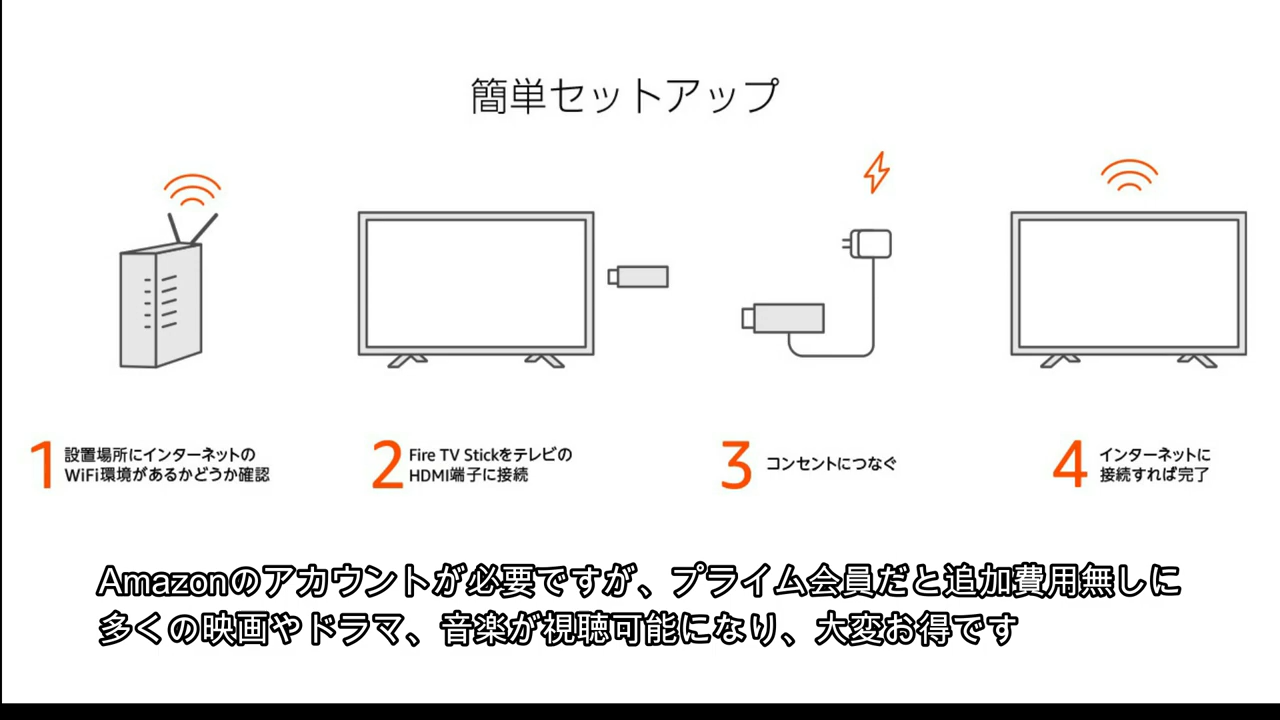 簡単セットアップ
1 設置場所にインターネットの
WiFi環境があるかどうか確認
2 Fire TV Stickをテレビの
HDMI端子に接続
3 コンセントにつなぐ
4 インターネットに
接続すれば完了
Amazonのアカウントが必要ですが、プライム会員だと追加費用無しに
多くの映画やドラマ、音楽が視聴可能になり、大変お得です